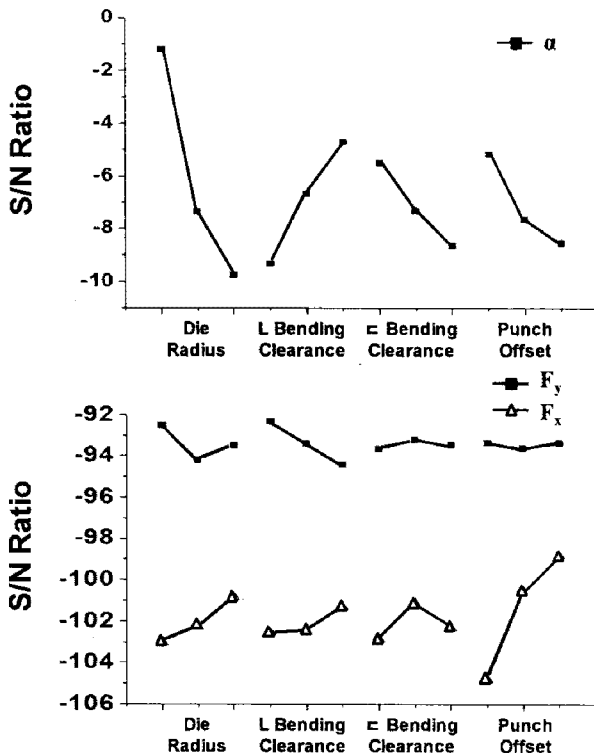 S/N Ratio
0
-2
-4
-6
-8
-10
α
Die Radius
L Bending Clearance
⊏ Bending Clearance
Punch Offset
S/N Ratio
-92
-94
-96
-98
-100
-102
-104
-106
Fy
Fx
Die Radius
L Bending Clearance
⊏ Bending Clearance
Punch Offset